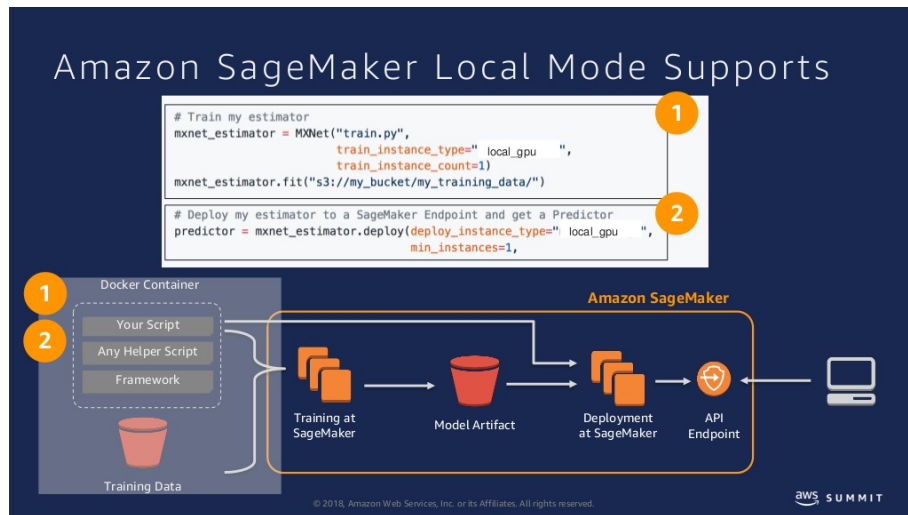 Amazon SageMaker Local Mode Supports
1
# Train my estimator
mxnet_estimator = MXNet("train.py",
train_instance_type=" local_gpu ",
train_instance_count=1)
mxnet_estimator.fit("s3://my_bucket/my_training_data/")
2
# Deploy my estimator to a SageMaker Endpoint and get a Predictor
predictor = mxnet_estimator.deploy(deploy_instance_type=" local_gpu ",
min_instances=1,
Docker Container
1
2
Your Script
Any Helper Script
Framework
Training Data
Amazon SageMaker
Training at
SageMaker
Model Artifact
Deployment
at SageMaker
API
Endpoint
© 2018, Amazon Web Services, Inc. or its Affiliates. All rights reserved.
aws SUMMIT